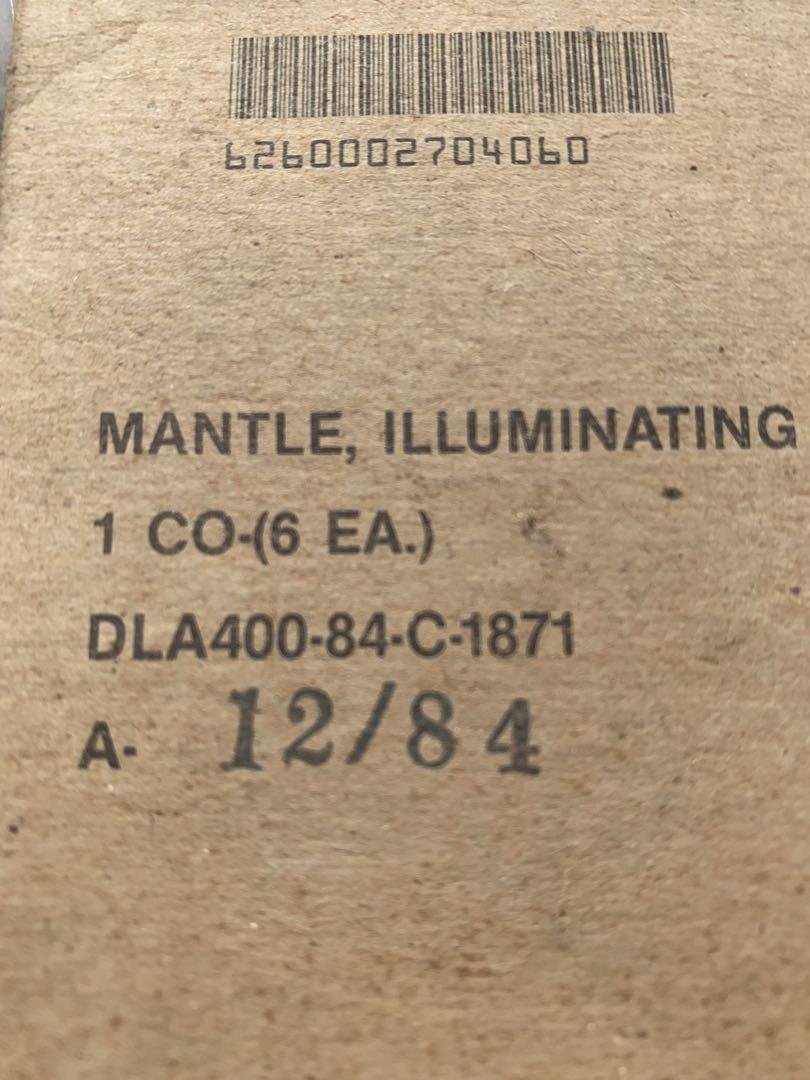 6260002704060
MANTLE, ILLUMINATING
1 CO-(6 EA.)
DLA400-84-C-1871
A- 12/84